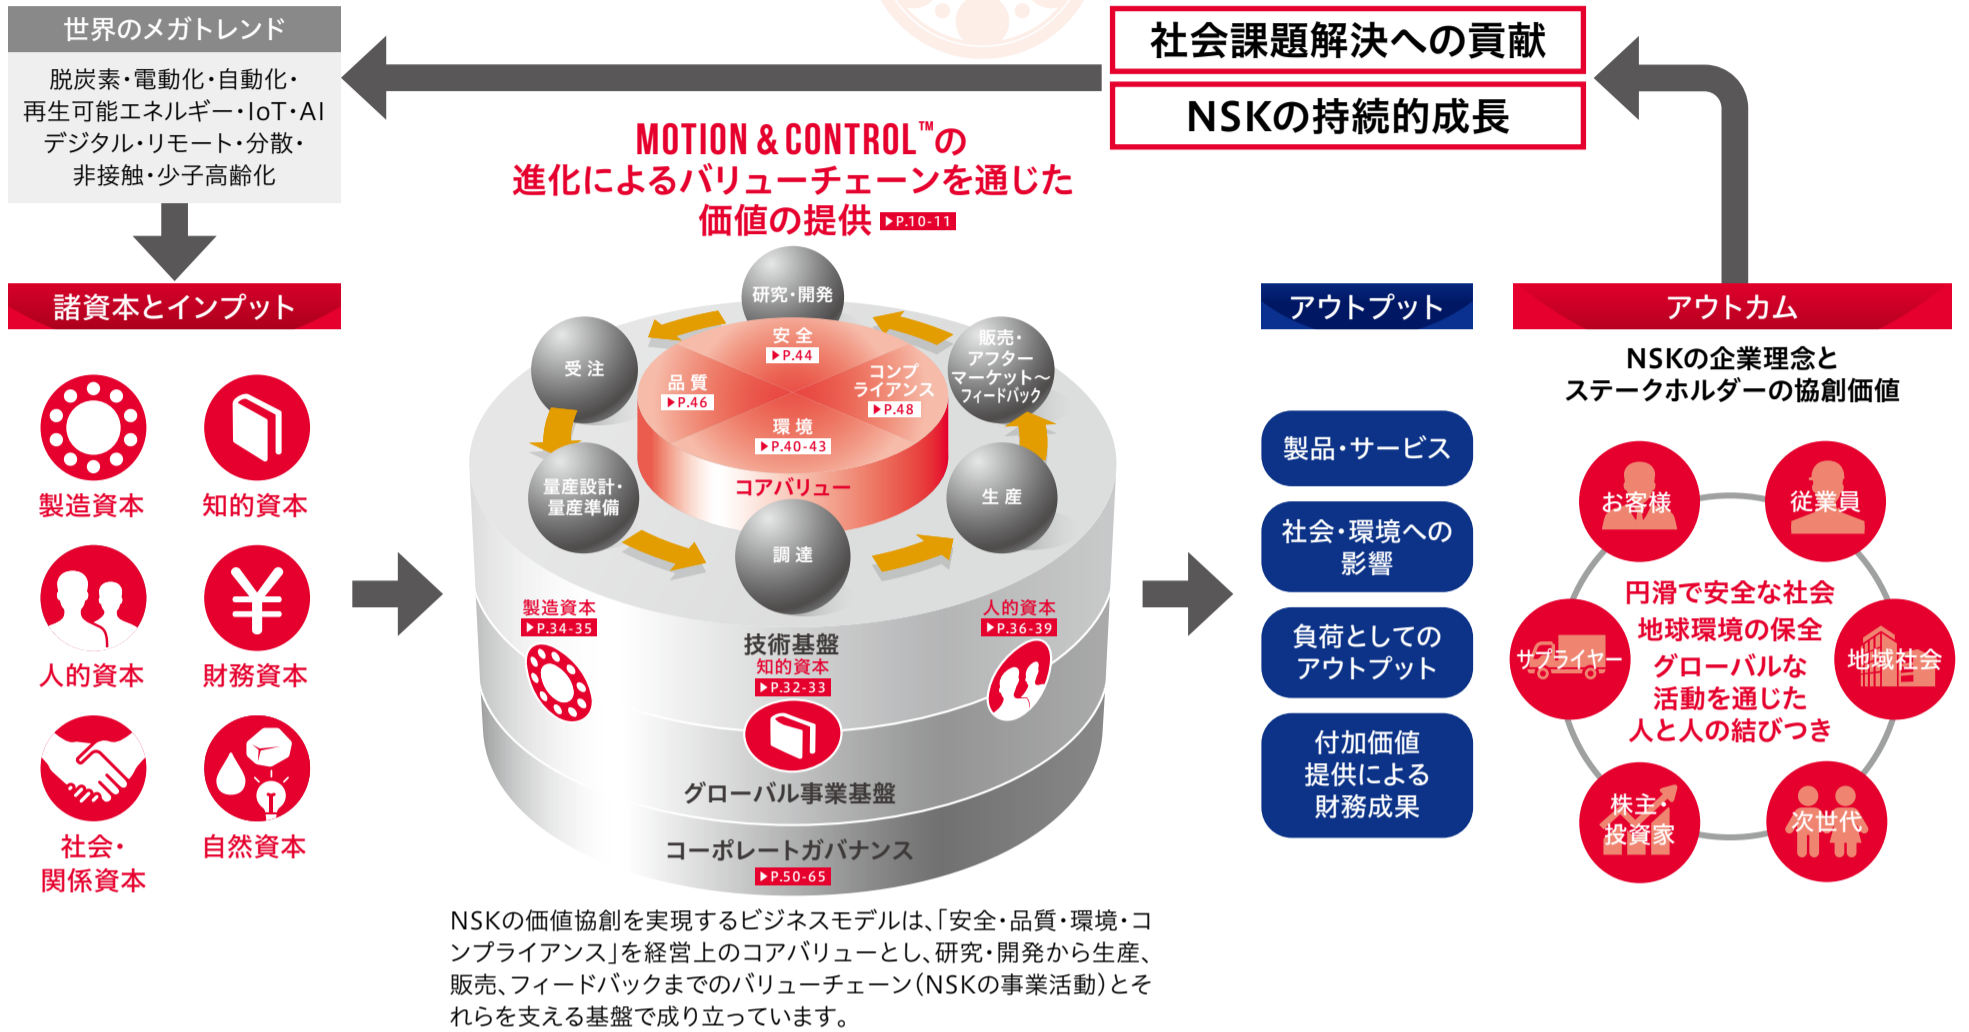 世界のメガトレンド
脱炭素・電動化・自動化・
再生可能エネルギー・IoT・AI
デジタル・リモート・分散・
非接触・少子高齢化
社会課題解決への貢献
NSKの持続的成長
MOTION & CONTROL™の
進化によるバリューチェーンを通じた
価値の提供 ▶P.10-11
諸資本とインプット
製造資本
知的資本
人的資本
財務資本
社会・
関係資本
自然資本
研究・開発
受注
量産設計・
量産準備
調達
生産
販売・
アフター
マーケット～
フィードバック
安全
▶P.44
品質
▶P.46
コンプ
ライアンス
▶P.48
環境
▶P.40-43
コアバリュー
製造資本
▶P.34-35
技術基盤
知的資本
▶P.32-33
人的資本
▶P.36-39
グローバル事業基盤
コーポレートガバナンス
▶P.50-65
NSKの価値協創を実現するビジネスモデルは、「安全・品質・環境・コ
ンプライアンス」を経営上のコアバリューとし、研究・開発から生産、
販売、フィードバックまでのバリューチェーン（NSKの事業活動）とそ
れらを支える基盤で成り立っています。
アウトプット
製品・サービス
社会・環境への
影響
負荷としての
アウトプット
付加価値
提供による
財務成果
アウトカム
NSKの企業理念と
ステークホルダーの協創価値
お客様
従業員
サプライヤー
地域社会
株主・
投資家
次世代
円滑で安全な社会
地球環境の保全
グローバルな
活動を通じた
人と人の結びつき